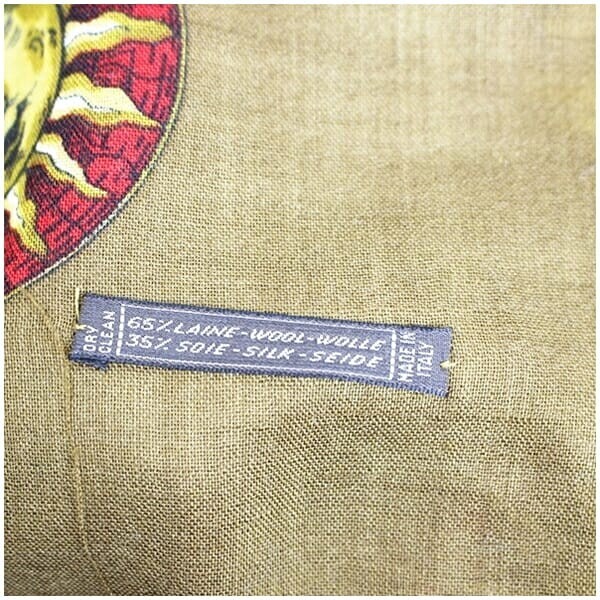 DRY
CLEAN
65% LAINE-WOOL-WOLLE
35% SOIE-SILK-SEIDE
MADE IN
ITALY